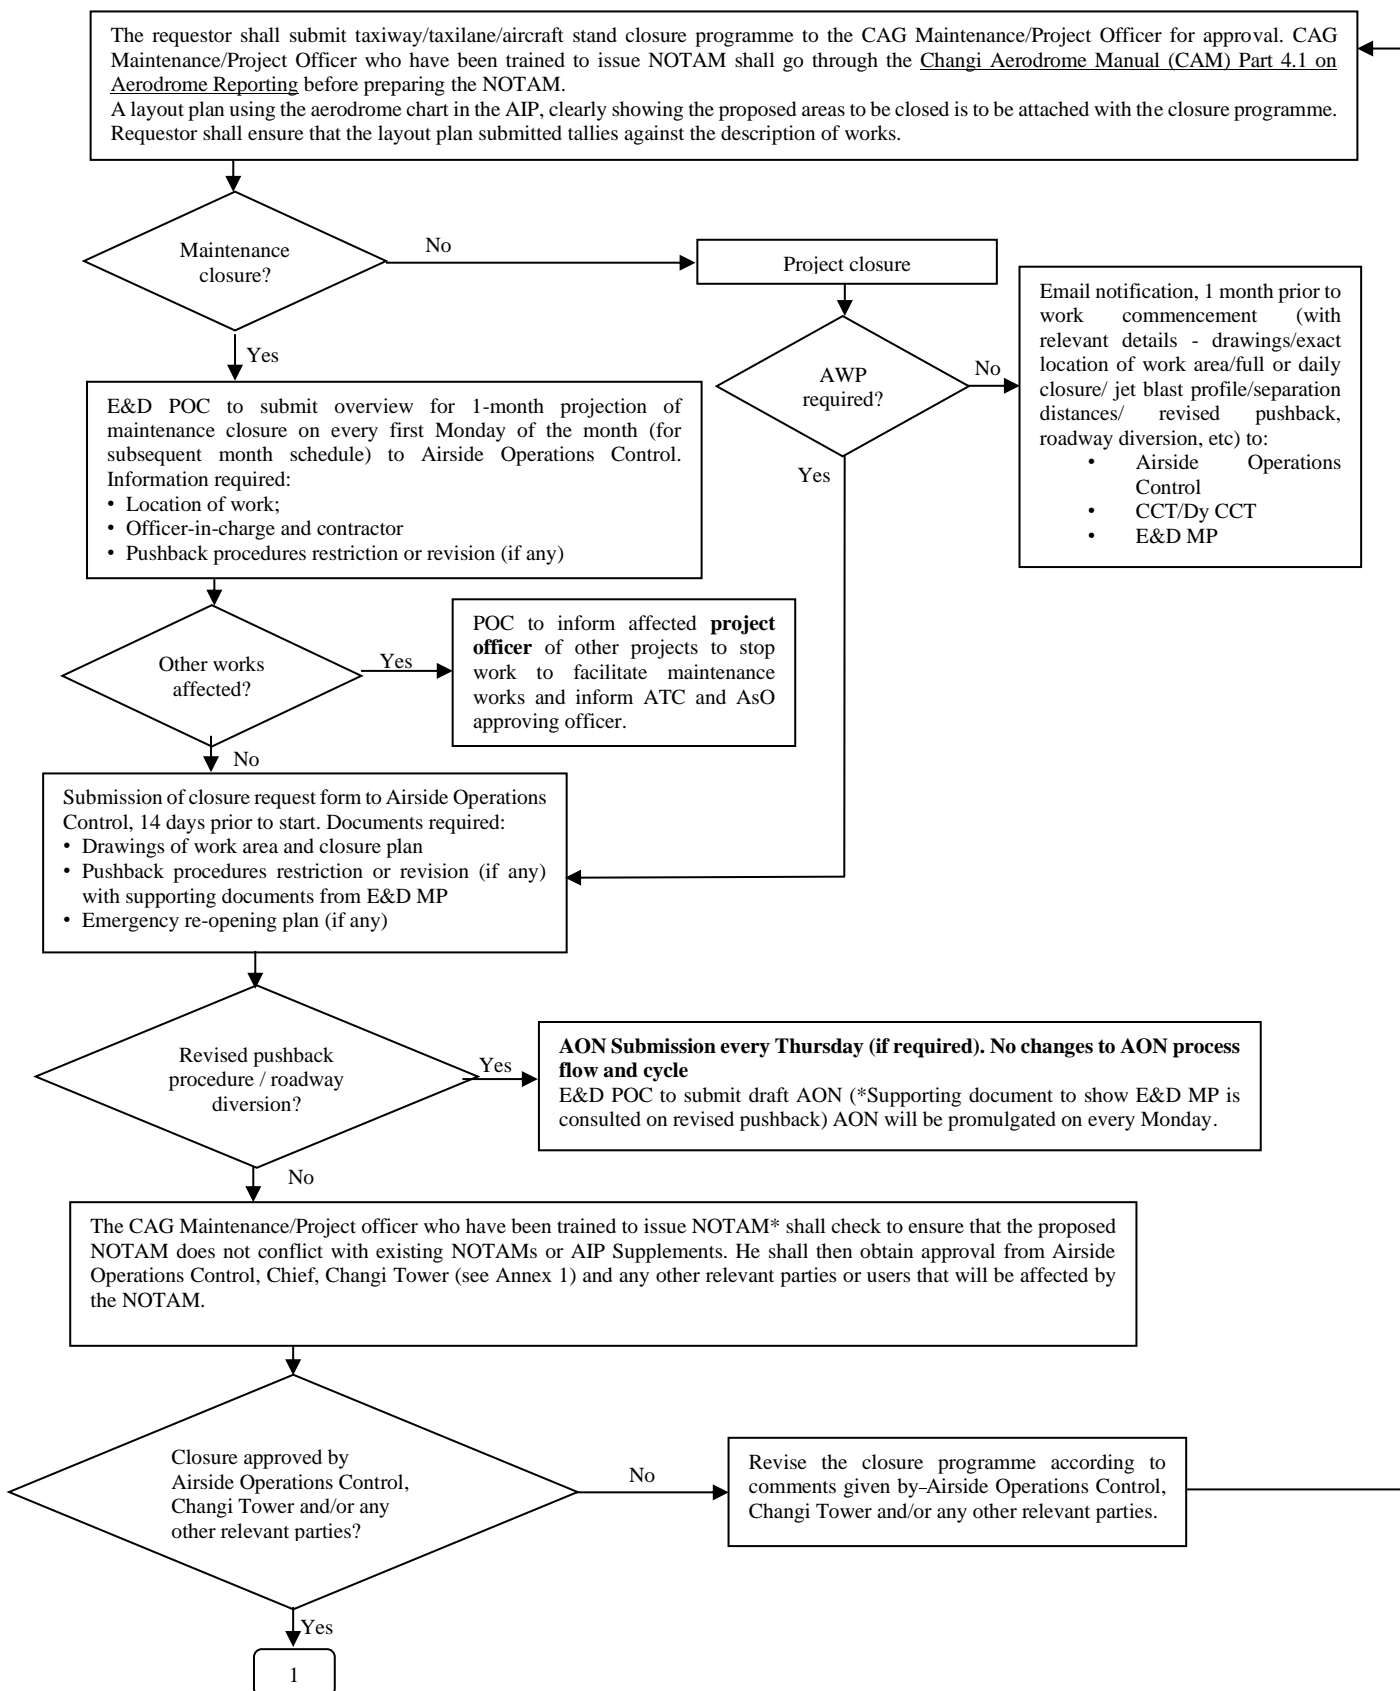 The requestor shall submit taxiway/taxilane/aircraft stand closure programme to the CAG Maintenance/Project Officer for approval. CAG
Maintenance/Project Officer who have been trained to issue NOTAM shall go through the Changi Aerodrome Manual (CAM) Part 4.1 on
Aerodrome Reporting before preparing the NOTAM.
A layout plan using the aerodrome chart in the AIP, clearly showing the proposed areas to be closed is to be attached with the closure programme.
Requestor shall ensure that the layout plan submitted tallies against the description of works.
Maintenance
closure?
No
Project closure
Yes
AWP
required?
No
Email notification, 1 month prior to
work commencement (with
relevant details - drawings/exact
location of work area/full or daily
closure/ jet blast profile/separation
distances/ revised pushback,
roadway diversion, etc) to:
• Airside Operations
Control
• CCT/Dy CCT
• E&D MP
Yes
E&D POC to submit overview for 1-month projection of
maintenance closure on every first Monday of the month (for
subsequent month schedule) to Airside Operations Control.
Information required:
• Location of work;
• Officer-in-charge and contractor
• Pushback procedures restriction or revision (if any)
Other works
affected?
Yes
POC to inform affected project
officer of other projects to stop
work to facilitate maintenance
works and inform ATC and AsO
approving officer.
No
Submission of closure request form to Airside Operations
Control, 14 days prior to start. Documents required:
• Drawings of work area and closure plan
• Pushback procedures restriction or revision (if any)
with supporting documents from E&D MP
• Emergency re-opening plan (if any)
Revised pushback
procedure / roadway
diversion?
Yes
AON Submission every Thursday (if required). No changes to AON process
flow and cycle
E&D POC to submit draft AON (*Supporting document to show E&D MP is
consulted on revised pushback) AON will be promulgated on every Monday.
No
The CAG Maintenance/Project officer who have been trained to issue NOTAM* shall check to ensure that the proposed
NOTAM does not conflict with existing NOTAMs or AIP Supplements. He shall then obtain approval from Airside
Operations Control, Chief, Changi Tower (see Annex 1) and any other relevant parties or users that will be affected by
the NOTAM.
Closure approved by
Airside Operations Control,
Changi Tower and/or any
other relevant parties?
No
Revise the closure programme according to
comments given by-Airside Operations Control,
Changi Tower and/or any other relevant parties.
Yes
1